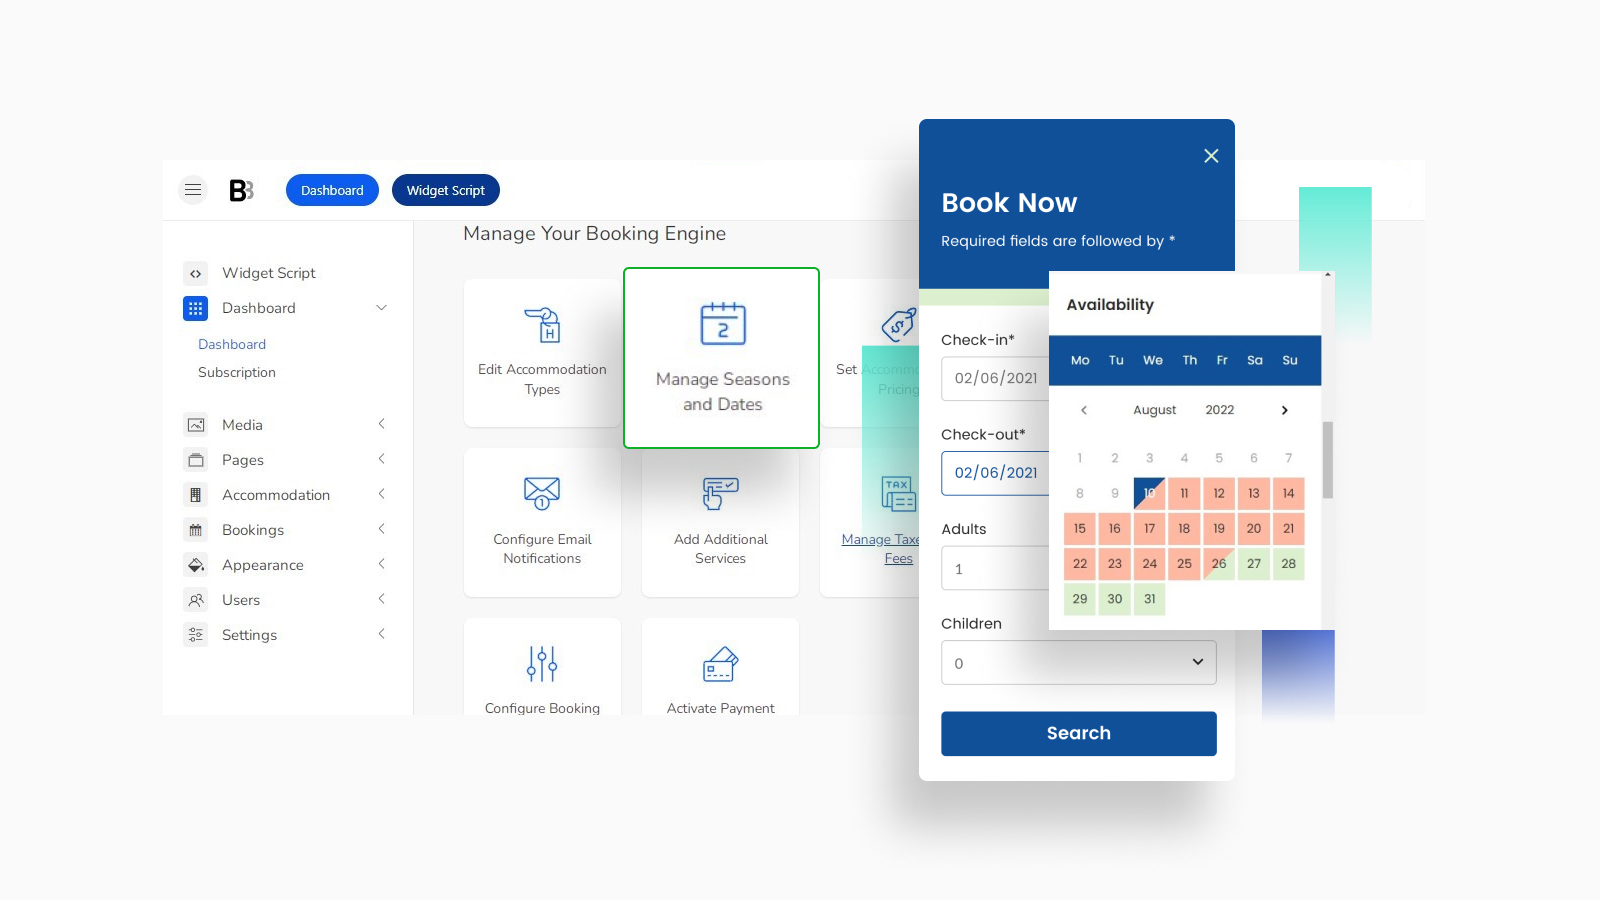 B3
Dashboard
Widget Script
Widget Script
Dashboard
Dashboard
Subscription
Media
Pages
Accommodation
Bookings
Appearance
Users
Settings
Manage Your Booking Engine
H
Edit Accommodation
Types
2
Manage Seasons
and Dates
$
Set Accommo
Pricing
1
Configure Email
Notifications
Add Additional
Services
TAX
Manage Taxe
Fees
Configure Booking
Activate Payment
Book Now
Required fields are followed by *
Check-in*
02/06/2021
Check-out*
02/06/2021
Adults
1
Children
0
Search
Availability
Mo Tu We Th Fr Sa Su
August 2022
1 2 3 4 5 6 7
8 9 10 11 12 13 14
15 16 17 18 19 20 21
22 23 24 25 26 27 28
29 30 31